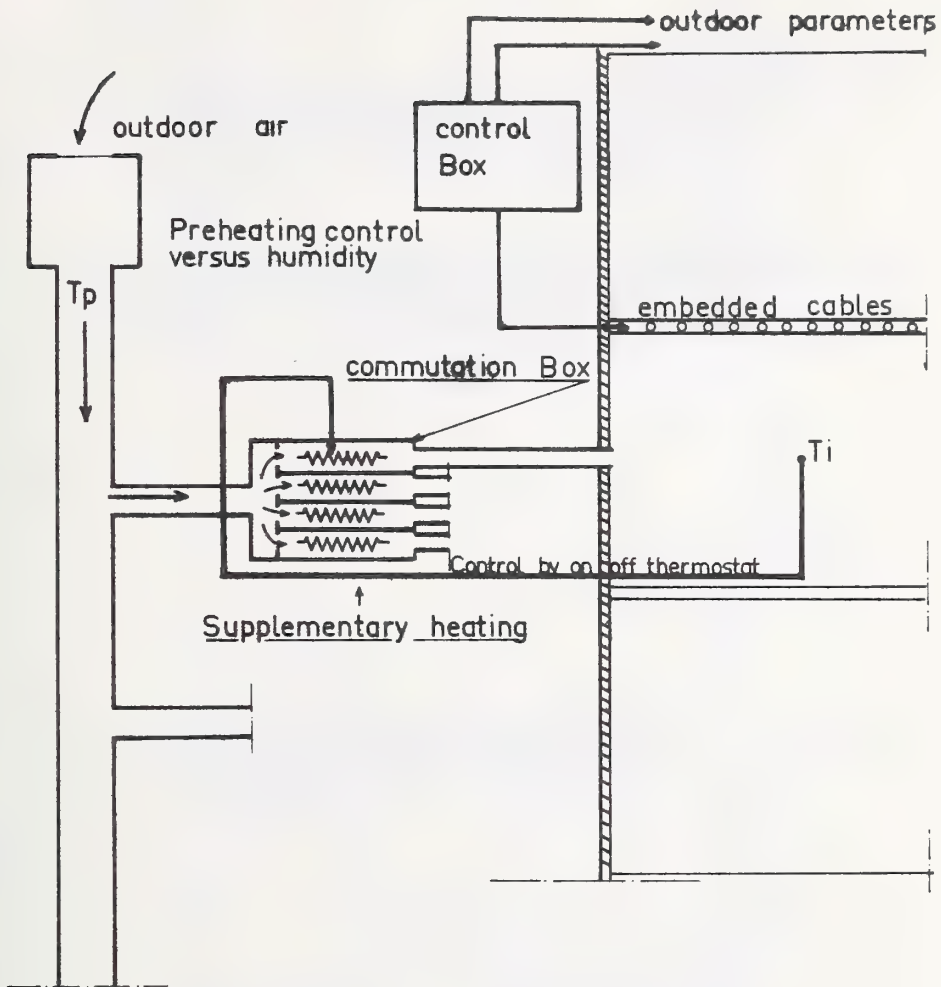 outdoor parameters
outdoor air
control
Box
Preheating control
versus humidity
Tp
embedded cables
commutation Box
Ti
Control by on off thermostat
Supplementary heating